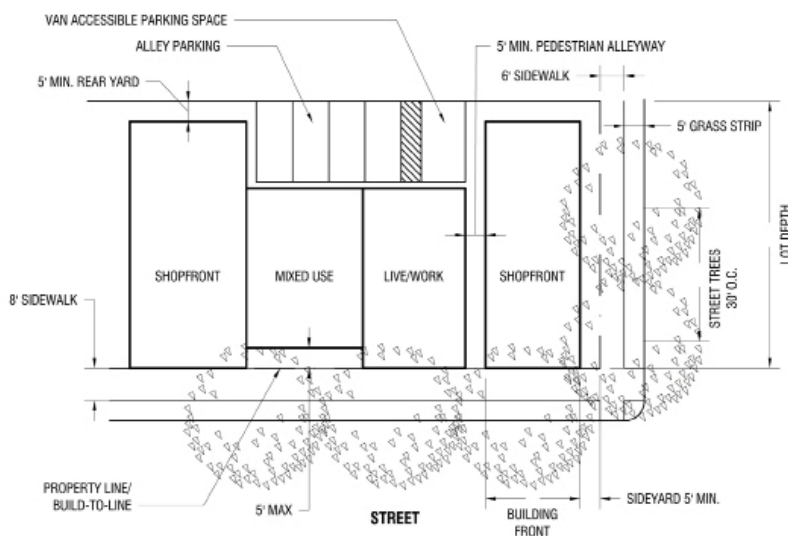 VAN ACCESSIBLE PARKING SPACE
ALLEY PARKING
5' MIN. PEDESTRIAN ALLEYWAY
6' SIDEWALK
5' MIN. REAR YARD
5' GRASS STRIP
LOT DEPTH
STREET TREES
30' O.C.
SHOPFRONT
MIXED USE
LIVE/WORK
SHOPFRONT
8' SIDEWALK
PROPERTY LINE/
BUILD-TO-LINE
5' MAX
STREET
BUILDING
FRONT
SIDEYARD 5' MIN.